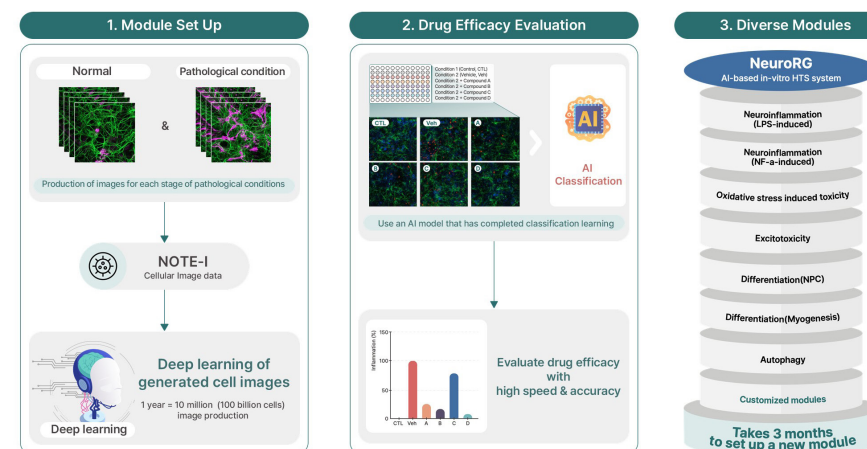 1. Module Set Up
Normal
Pathological condition
&
Production of images for each stage of pathological conditions
NOTE-I
Cellular Image data
Deep learning of
generated cell images
1 year = 10 million (100 billion cells)
image production
Deep learning
2. Drug Efficacy Evaluation
Condition 1 (Control, CTL)
Condition 2 (Vehicle, Veh)
Condition 2 + Compound A
Condition 2 + Compound B
Condition 2 + Compound C
Condition 2 + Compound D
CTL
Veh
A
B
C
D
AI
AI
Classification
Use an AI model that has completed classification learning
Inflammation (%)
150
100
50
0
CTL Veh A B C D
Evaluate drug efficacy
with
high speed & accuracy
3. Diverse Modules
NeuroRG
AI-based in-vitro HTS system
Neuroinflammation
(LPS-induced)
Neuroinflammation
(NF-a-induced)
Oxidative stress induced toxicity
Excitotoxicity
Differentiation(NPC)
Differentiation(Myogenesis)
Autophagy
Customized modules
Takes 3 months
to set up a new module